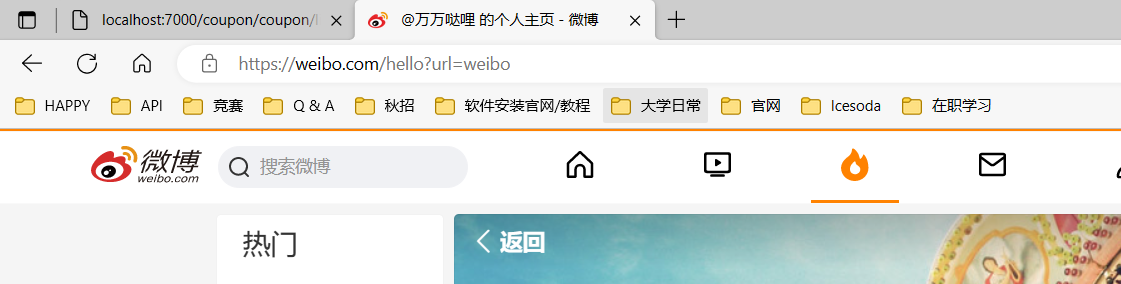 localhost:7000/coupon/coupon/
@万万哒哩 的个人主页 - 微博
https://weibo.com/hello?url=weibo
HAPPY API 竞赛 Q & A 秋招 软件安装官网/教程 大学日常 官网 Icesoda 在职学习
微博
weibo.com
搜索微博
热门
返回